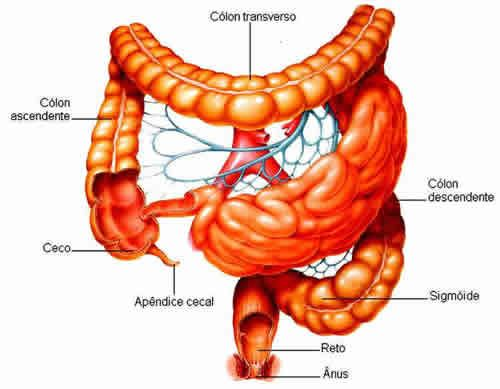 Cólon transverso
Cólon
ascendente
Cólon
descendente
Ceco
Apêndice cecal
Sigmóide
Reto
Ânus